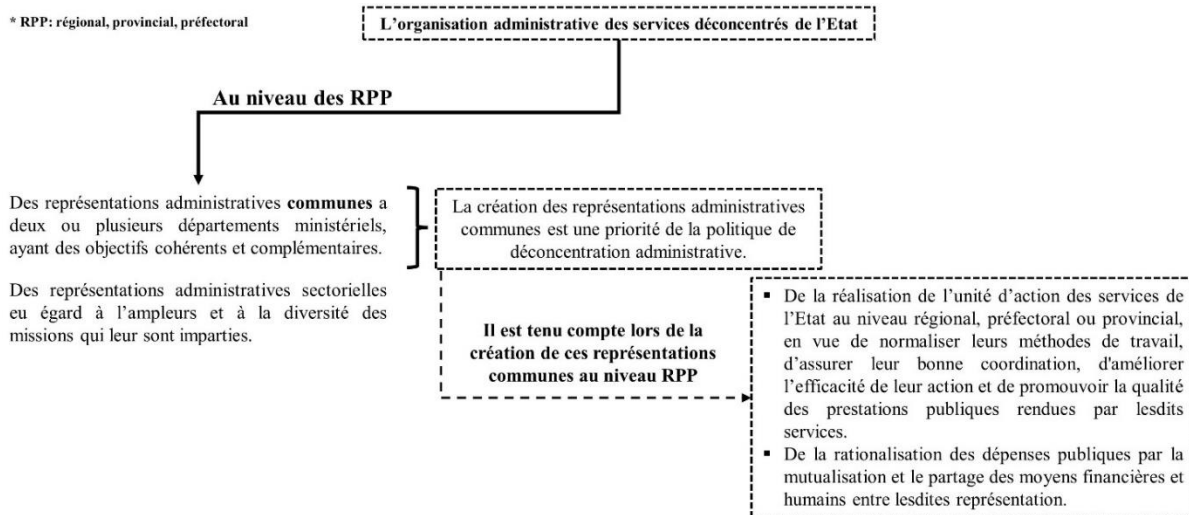 * RPP: régional, provincial, préfectoral
L'organisation administrative des services déconcentrés de l'Etat
Au niveau des RPP
Des représentations administratives communes a
deux ou plusieurs départements ministériels,
ayant des objectifs cohérents et complémentaires.
Des représentations administratives sectorielles
eu égard à l'ampleurs et à la diversité des
missions qui leur sont imparties.
La création des représentations administratives
communes est une priorité de la politique de
déconcentration administrative.
Il est tenu compte lors de la
création de ces représentations
communes au niveau RPP
▪ De la réalisation de l'unité d'action des services de
l'Etat au niveau régional, préfectoral ou provincial,
en vue de normaliser leurs méthodes de travail,
d'assurer leur bonne coordination, d'améliorer
l'efficacité de leur action et de promouvoir la qualité
des prestations publiques rendues par lesdits
services.
▪ De la rationalisation des dépenses publiques par la
mutualisation et le partage des moyens financières et
humains entre lesdites représentation.